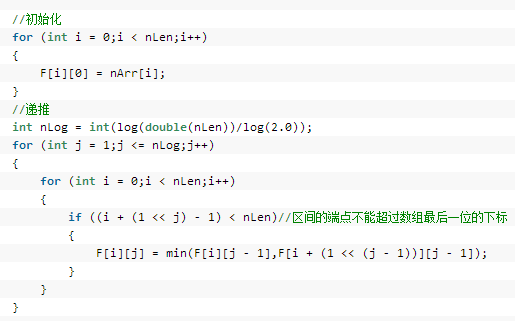 //初始化
for (int i = 0;i < nLen;i++)
{
    F[i][0] = nArr[i];
}
//递推
int nLog = int(log(double(nLen))/log(2.0));
for (int j = 1;j <= nLog;j++)
{
    for (int i = 0;i < nLen;i++)
    {
        if ((i + (1 << j) - 1) < nLen)//区间的端点不能超过数组最后一位的下标
        {
            F[i][j] = min(F[i][j - 1],F[i + (1 << (j - 1))][j - 1]);
        }
    }
}